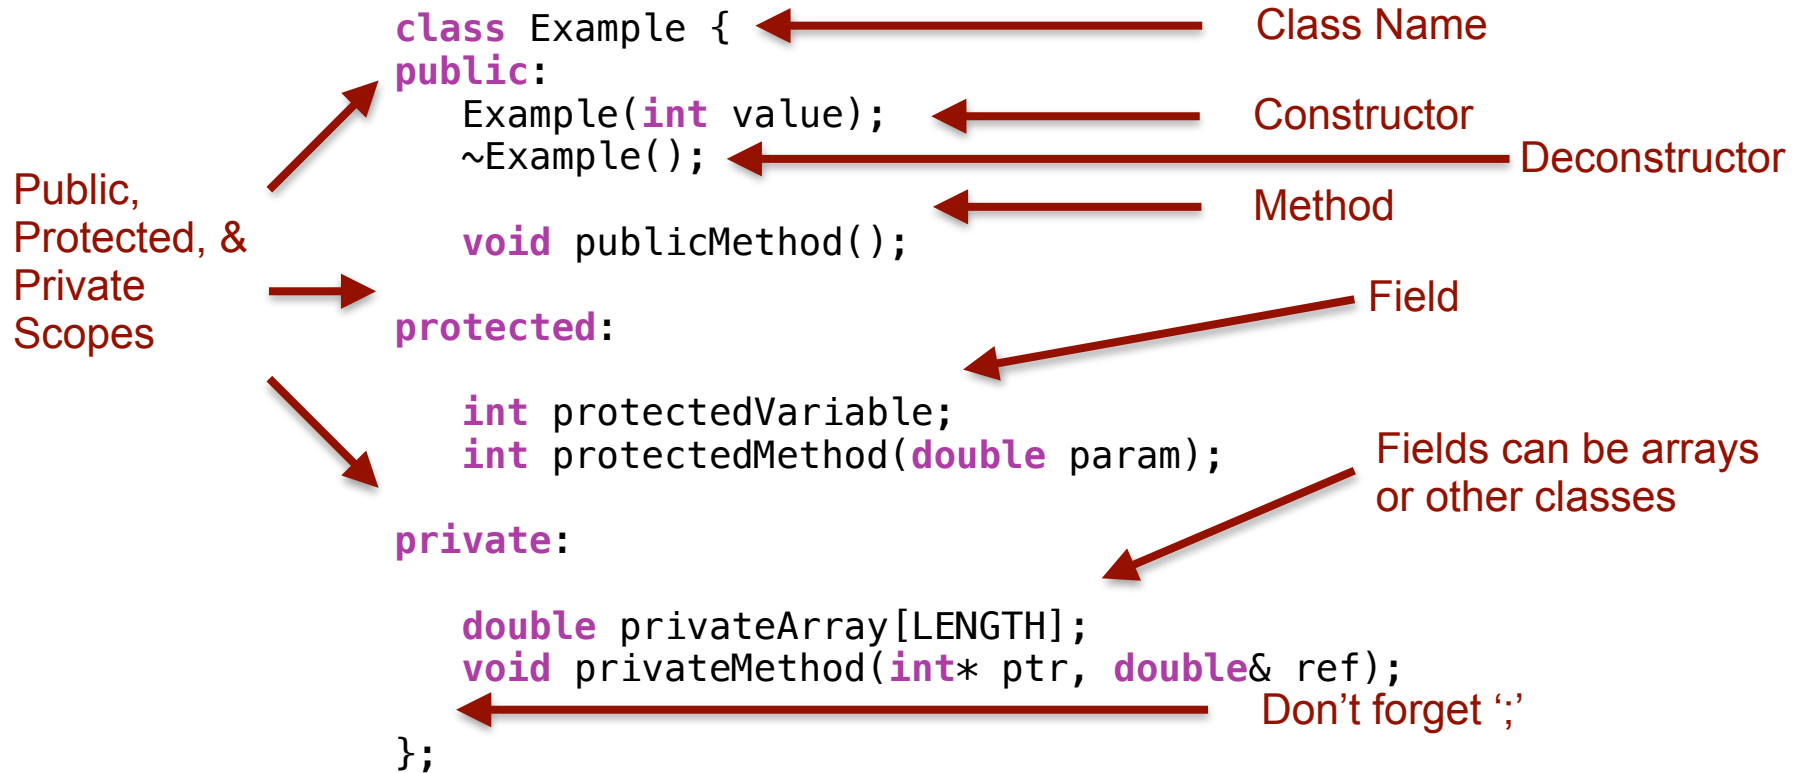 class Example {
Class Name
public:
Example(int value);
Constructor
~Example();
Deconstructor
Method
void publicMethod();
Public,
Protected, &
Private
Scopes
Field
protected:
int protectedVariable;
int protectedMethod(double param);
Fields can be arrays
or other classes
private:
double privateArray[LENGTH];
void privateMethod(int* ptr, double& ref);
Don’t forget ‘;’
};